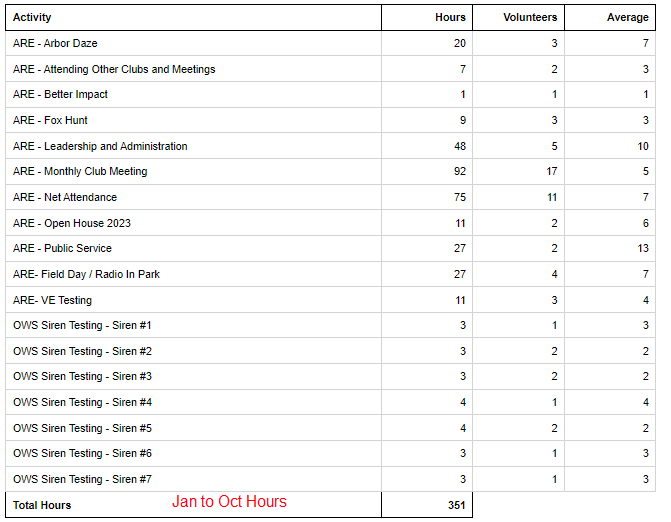 Activity Hours Volunteers Average
ARE - Arbor Daze 20 3 7
ARE - Attending Other Clubs and Meetings 7 2 3
ARE - Better Impact 1 1 1
ARE - Fox Hunt 9 3 3
ARE - Leadership and Administration 48 5 10
ARE - Monthly Club Meeting 92 17 5
ARE - Net Attendance 75 11 7
ARE - Open House 2023 11 2 6
ARE - Public Service 27 2 13
ARE- Field Day / Radio In Park 27 4 7
ARE- VE Testing 11 3 4
OWS Siren Testing - Siren #1 3 1 3
OWS Siren Testing - Siren #2 3 2 2
OWS Siren Testing - Siren #3 3 2 2
OWS Siren Testing - Siren #4 4 1 4
OWS Siren Testing - Siren #5 4 2 2
OWS Siren Testing - Siren #6 3 1 3
OWS Siren Testing - Siren #7 3 1 3
Total Hours Jan to Oct Hours 351